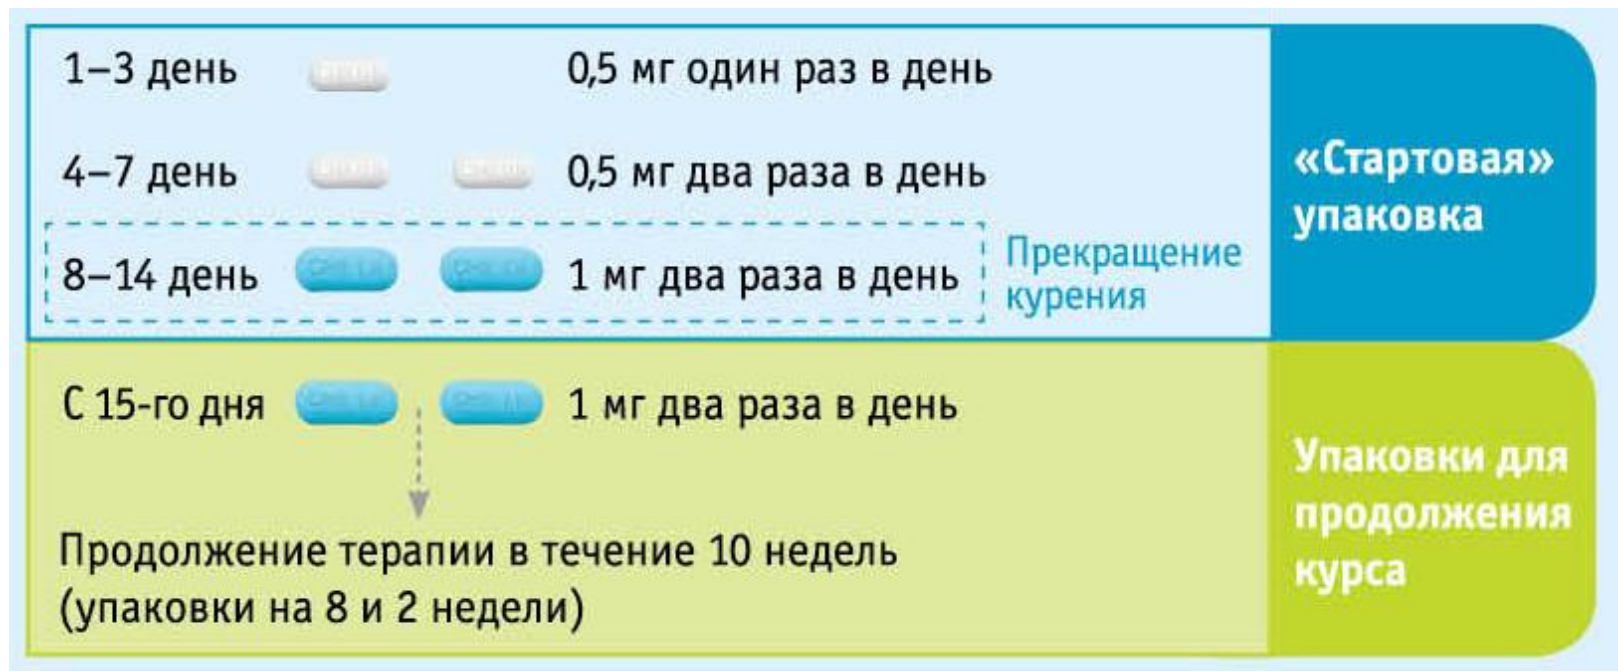 1–3 день 0,5 мг один раз в день
4–7 день 0,5 мг два раза в день
8–14 день 1 мг два раза в день
Прекращение
курения
«Стартовая»
упаковка
С 15-го дня 1 мг два раза в день
Продолжение терапии в течение 10 недель
(упаковки на 8 и 2 недели)
Упаковки для
продолжения
курса